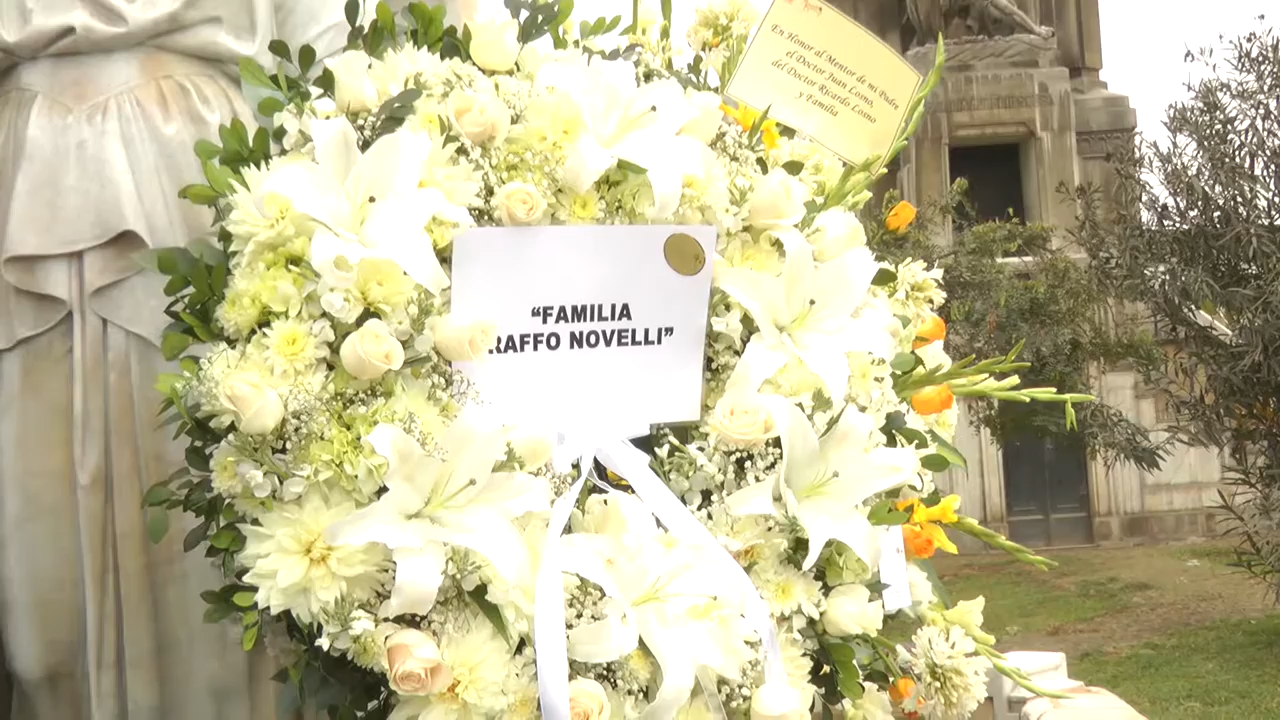 En Honor al Mentor de mi Padre
el Doctor Juan Losno,
del Doctor Ricardo Losno
y Familia
“FAMILIA
RAFFO NOVELLI”